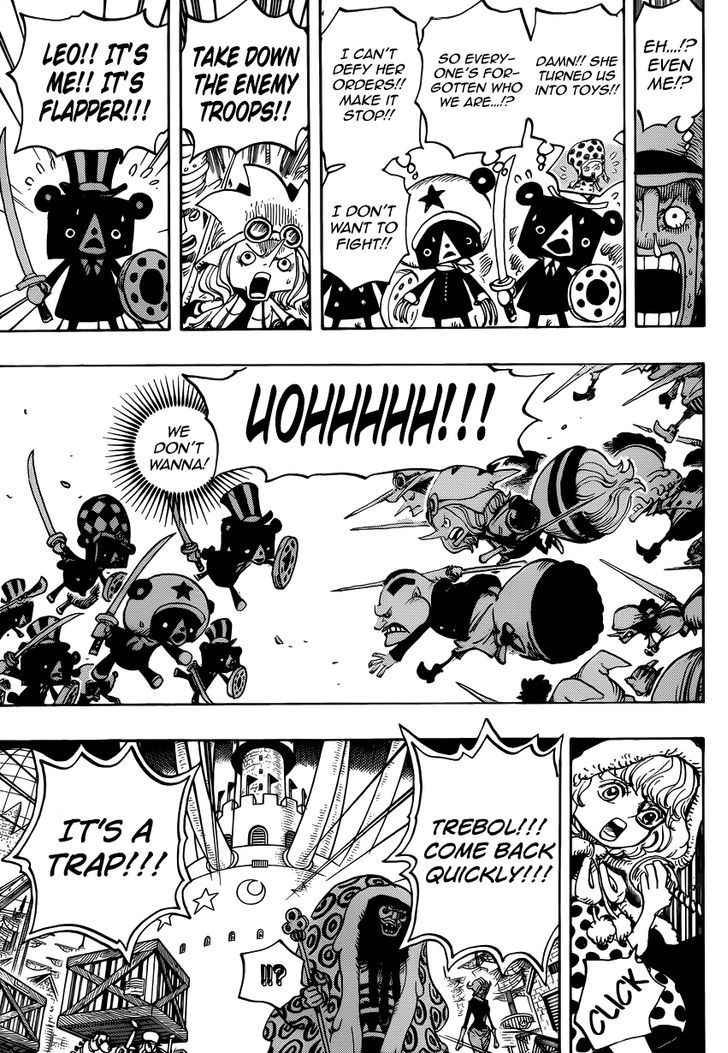 EH...!?
EVEN
ME!?
DAMN!! SHE
TURNED US
INTO TOYS!!
SO EVERY-
ONE'S FOR-
GOTTEN WHO
WE ARE...!?
I CAN'T
DEFY HER
ORDERS!!
MAKE IT
STOP!!
I DON'T
WANT TO
FIGHT!!
TAKE DOWN
THE ENEMY
TROOPS!!
LEO!! IT'S
ME!! IT'S
FLAPPER!!!
UOHHHHH!!!
WE
DON'T
WANNA!
CLICK
TREBOL!!!
COME BACK
QUICKLY!!!
!!?
IT'S A
TRAP!!!